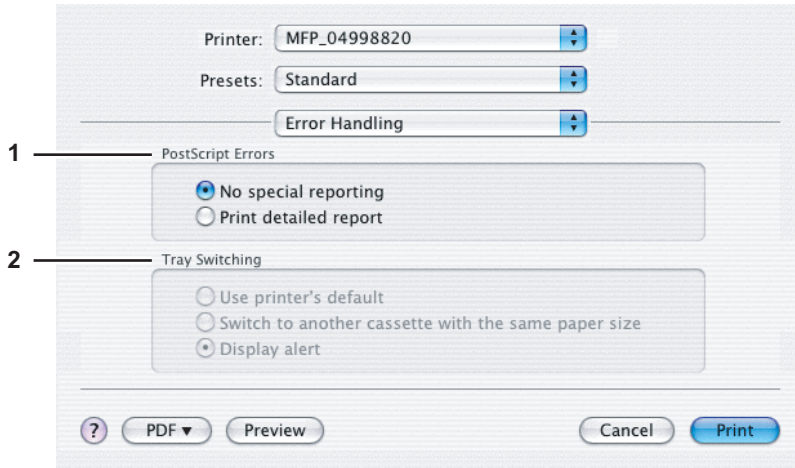 Printer: MFP_04998820
Presets: Standard
Error Handling
1 PostScript Errors
No special reporting
Print detailed report
2 Tray Switching
Use printer's default
Switch to another cassette with the same paper size
Display alert
? PDF▼ Preview Cancel Print